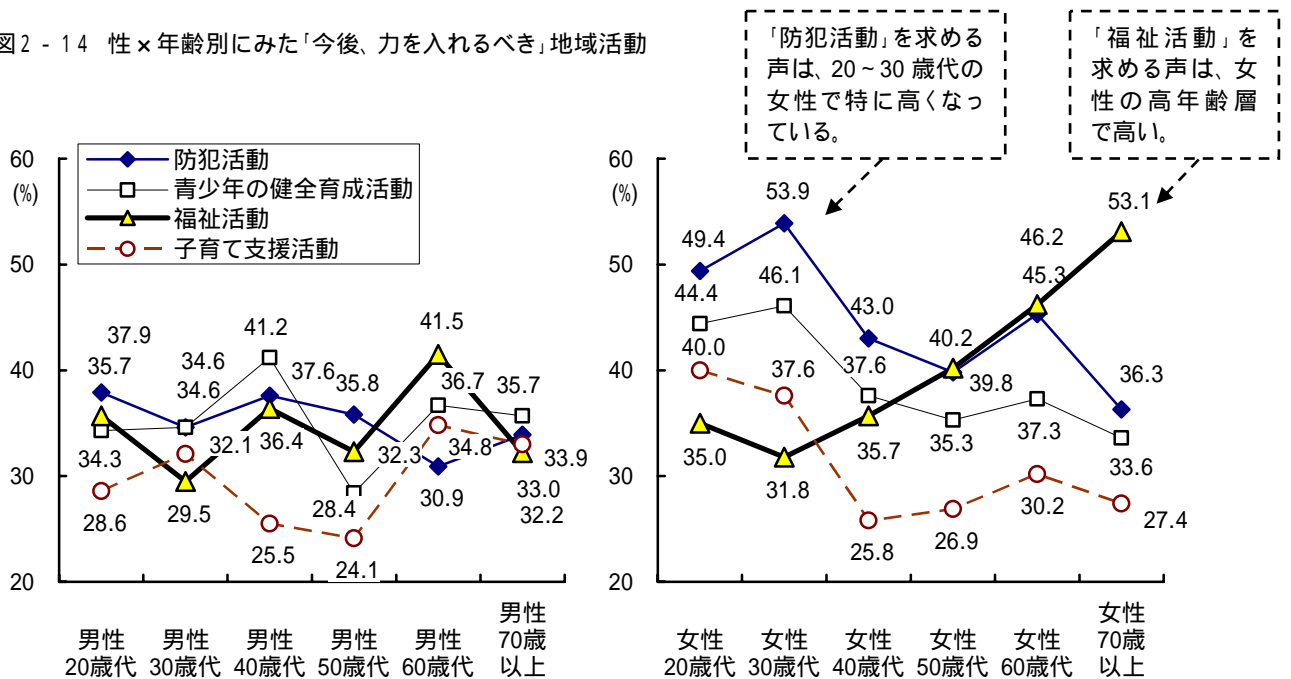 図2-14 性×年齢別にみた「今後、力を入れるべき」地域活動
「防犯活動」を求める
声は、20~30歳代の
女性で特に高くなっ
ている。
「福祉活動」を
求める声は、女
性の高年齢層
で高い。
防犯活動
青少年の健全育成活動
福祉活動
子育て支援活動
60
(%)
50
40
30
20
37.9
35.7
34.3
28.6
34.6
34.6
32.1
29.5
41.2
37.6
36.4
25.5
35.8
32.3
28.4
24.1
41.5
36.7
34.8
30.9
35.7
33.9
33.0
32.2
男性
20歳代
男性
30歳代
男性
40歳代
男性
50歳代
男性
60歳代
男性
70歳
以上
60
(%)
50
40
30
20
49.4
44.4
40.0
35.0
53.9
46.1
37.6
31.8
43.0
37.6
35.7
25.8
40.2
39.8
35.3
26.9
46.2
45.3
37.3
30.2
53.1
36.3
33.6
27.4
女性
20歳代
女性
30歳代
女性
40歳代
女性
50歳代
女性
60歳代
女性
70歳
以上